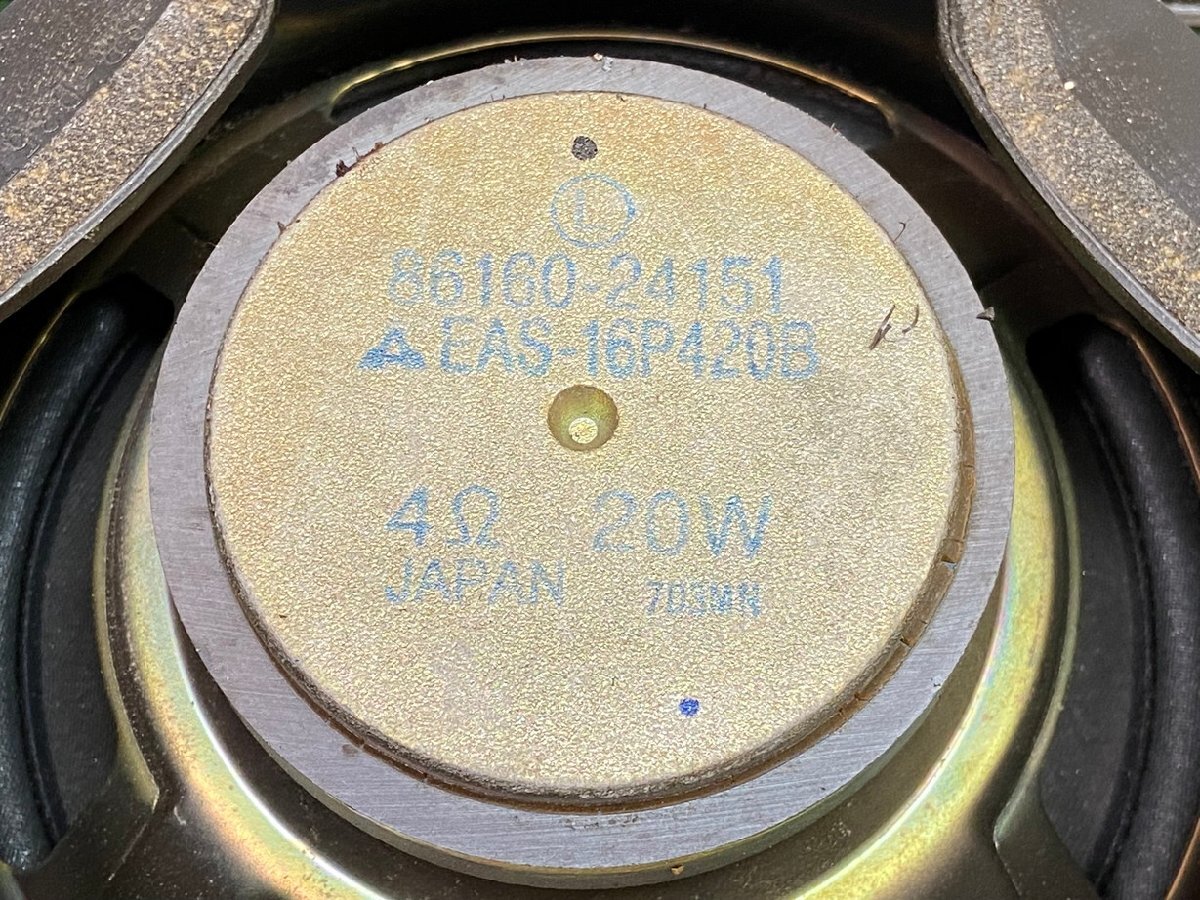 L
86160-24151
EAS-16P420B
4Ω 20W
JAPAN 703MN